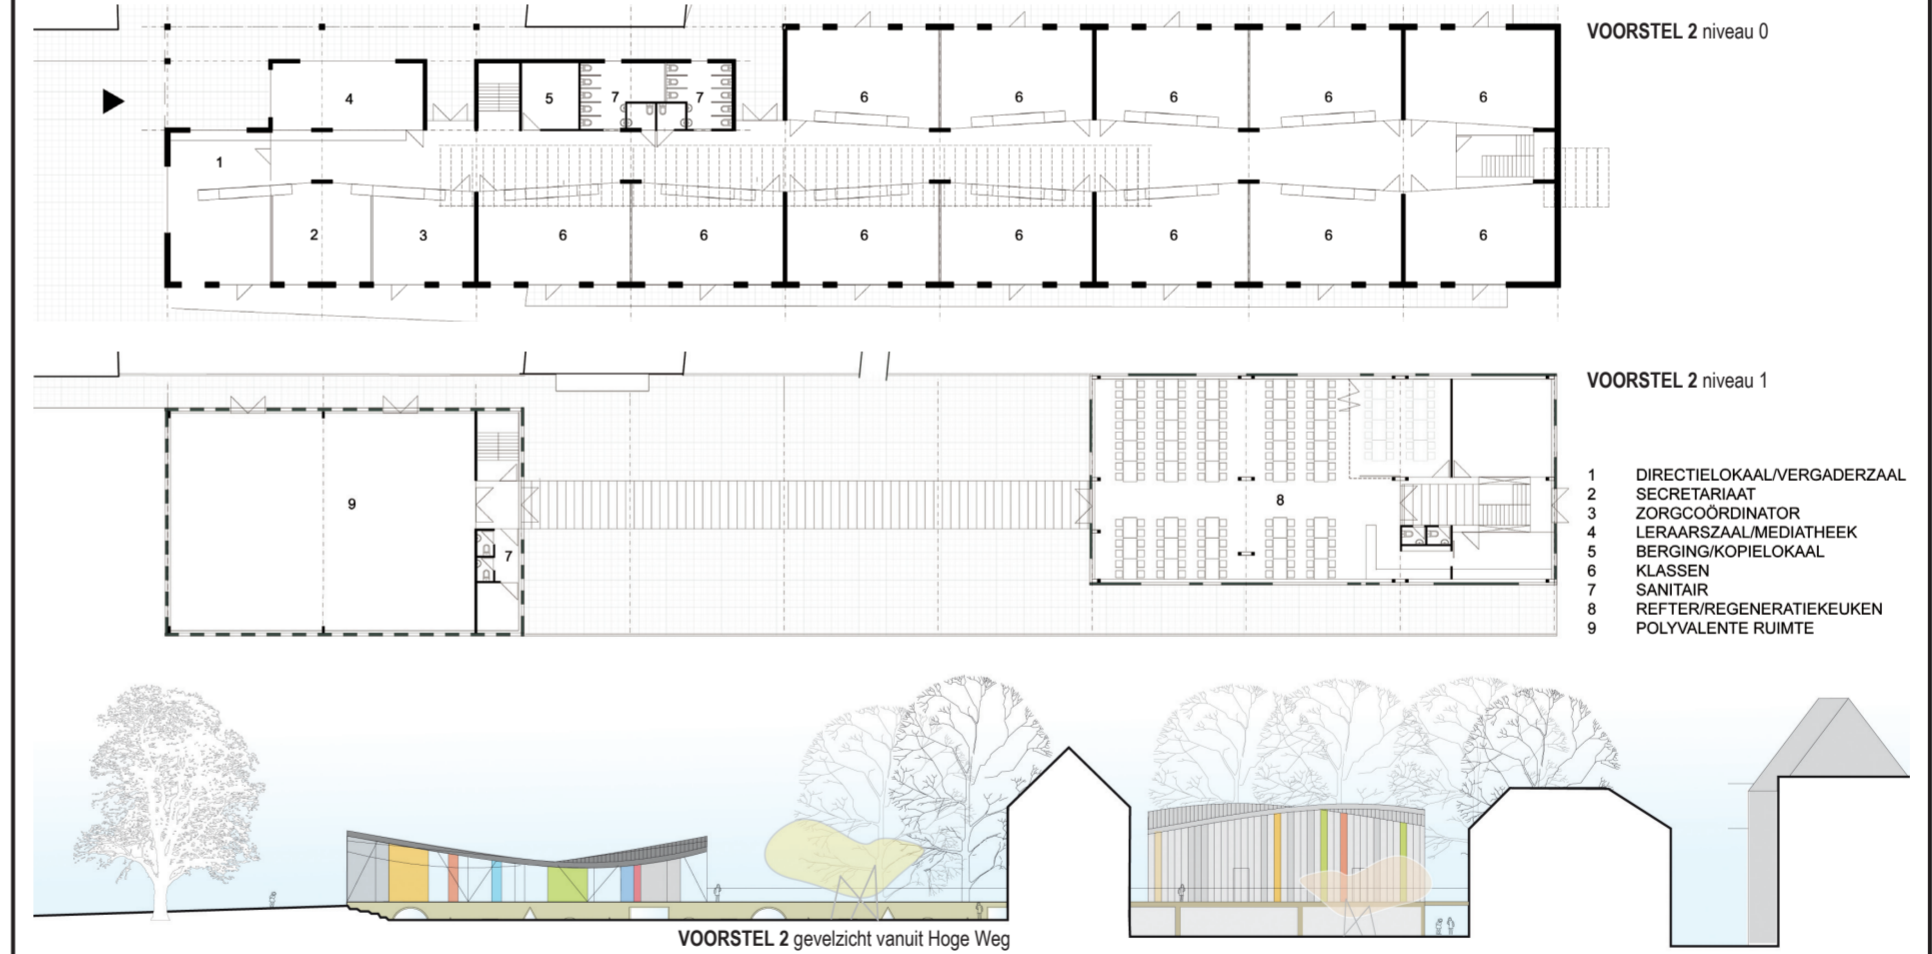 VOORSTEL 2 niveau 0
4
5
7
7
6
6
6
6
6
1
2
3
6
6
6
6
6
6
6
VOORSTEL 2 niveau 1
9
7
8
1 DIRECTIELOKAAL/VERGADERZAAL
2 SECRETARIAAT
3 ZORGCOÖRDINATOR
4 LERAARSZAAL/MEDIATHEEK
5 BERGING/KOPIELOKAAL
6 KLASSEN
7 SANITAIR
8 REFTER/REGENERATIEKEUKEN
9 POLYVALENTE RUIMTE
VOORSTEL 2 gevelzicht vanuit Hoge Weg